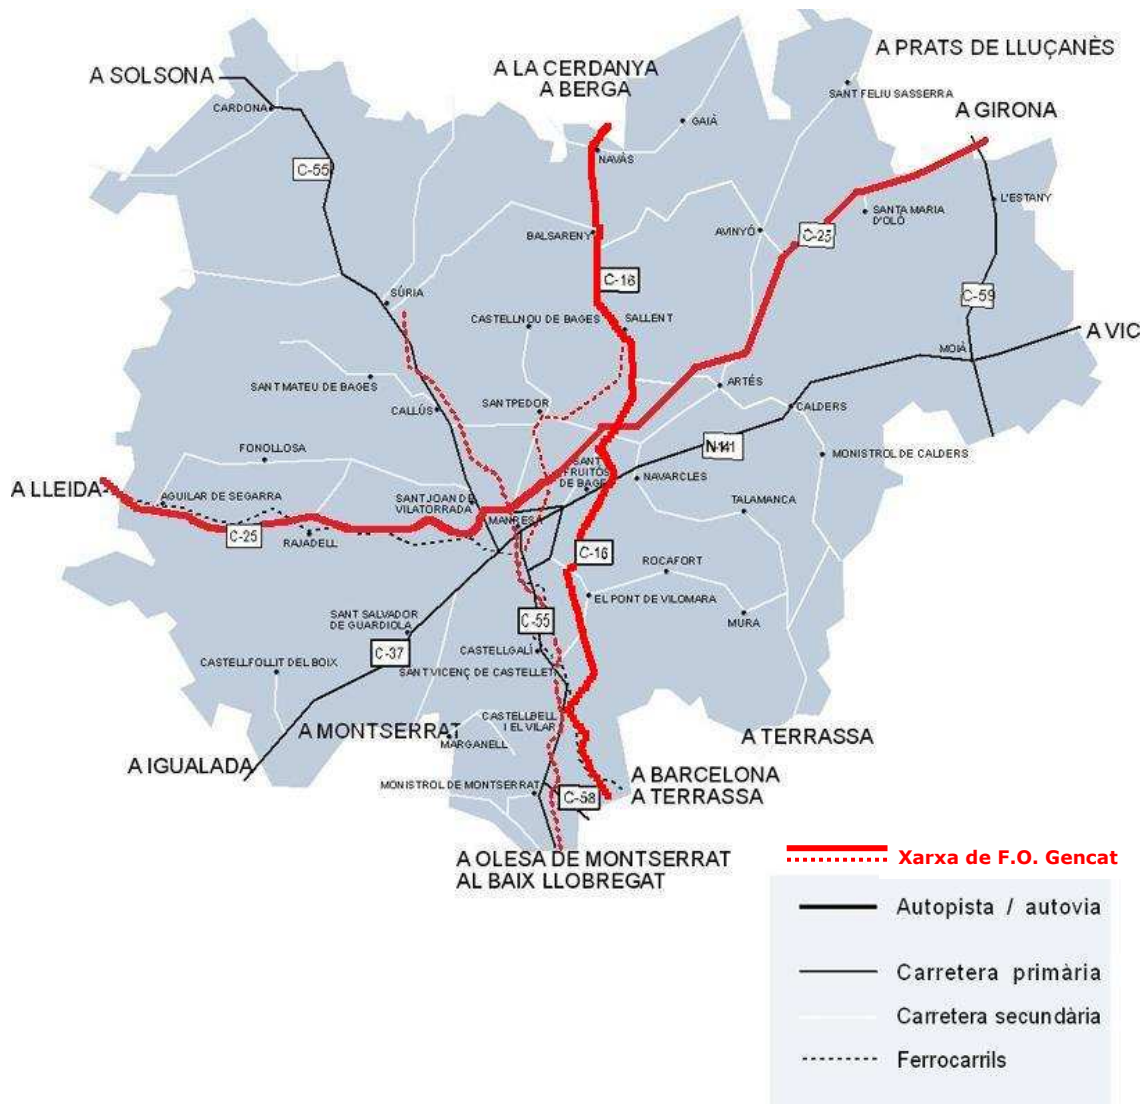 A PRATS DE LLUÇANÈS
A LA CERDANYA
A BERGA
A SOLSONA
CARDONA
SANT FELIU SASSERRA
A GIRONA
GAIÀ
NAVÀS
C-55
L'ESTANY
SANTA MARIA
D'OLÓ
BALSARENY
AVINYÓ
C-25
C-16
C-59
SÚRIA
CASTELLNOU DE BAGES
SALLENT
A VIC
MOIÀ
SANT MATEU DE BAGES
ARTÉS
CALLÚS
SANTPEDOR
CALDERS
FONOLLOSA
N-141
MONISTROL DE CALDERS
SANT
FRUITÓS
DE BAGE
NAVARCLES
A LLEIDA
AGUILAR DE SEGARRA
SANT JOAN DE
VILATORRADA
TALAMANCA
MANRESA
C-25
RAJADELL
C-16
ROCAFORT
EL PONT DE VILOMARA
SANT SALVADOR
DE GUARDIOLA
C-55
MURA
C-37
CASTELLGALÍ
CASTELLFOLLIT DEL BOIX
SANT VICENÇ DE CASTELLET
CASTELLBELL
I EL VILAR
A MONTSERRAT
MARGANELL
A TERRASSA
A IGUALADA
MONISTROL DE MONTSERRAT
A BARCELONA
A TERRASSA
C-58
A OLESA DE MONTSERRAT
AL BAIX LLOBREGAT
Xarxa de F.O. Gencat
Autopista / autovia
Carretera primària
Carretera secundària
Ferrocarrils